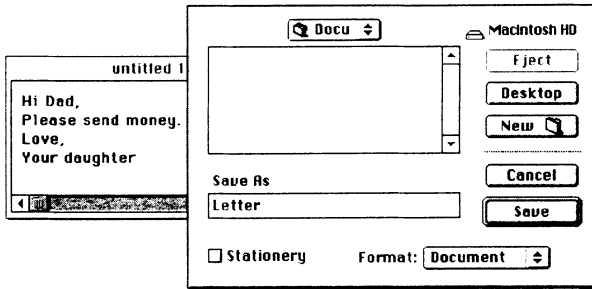 untitled 1
Hi Dad,
Please send money.
Love,
Your daughter
Docu
Macintosh HD
Eject
Desktop
New
Cancel
Save
Save As
Letter
Stationery
Format: Document